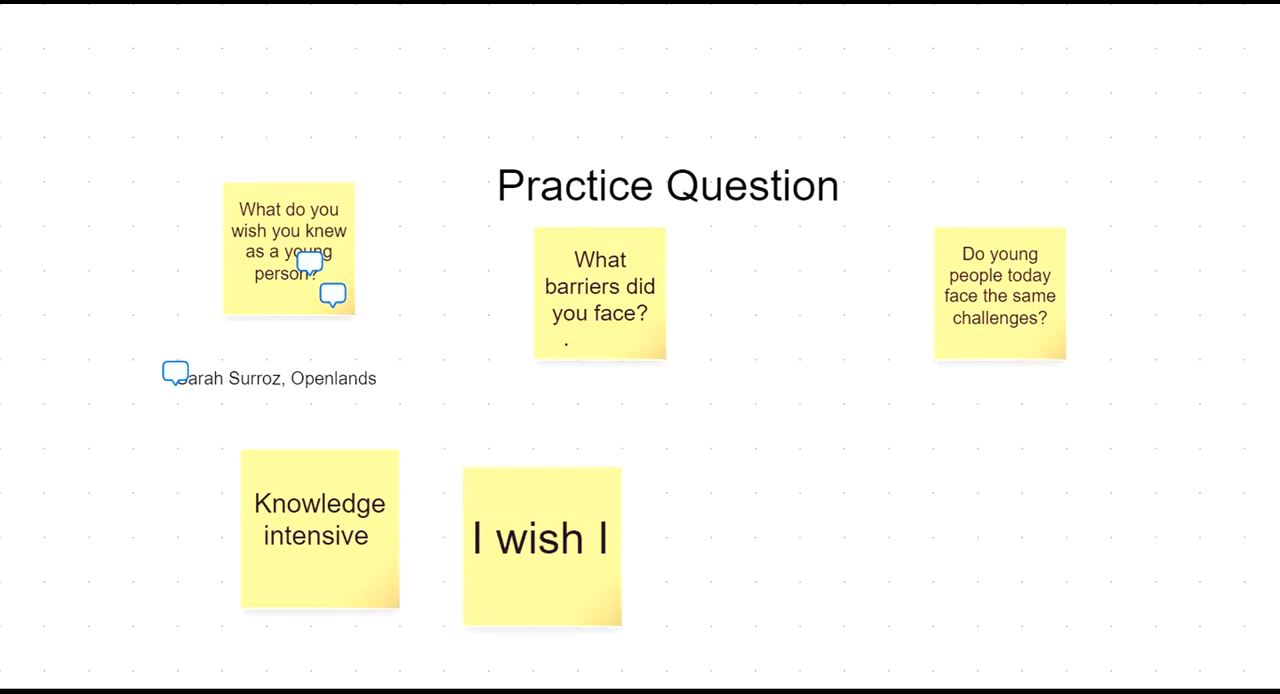 Practice Question
What do you
wish you knew
as a young
person?
What
barriers did
you face?
.
Do young
people today
face the same
challenges?
Sarah Surroz, Openlands
Knowledge
intensive
I wish I